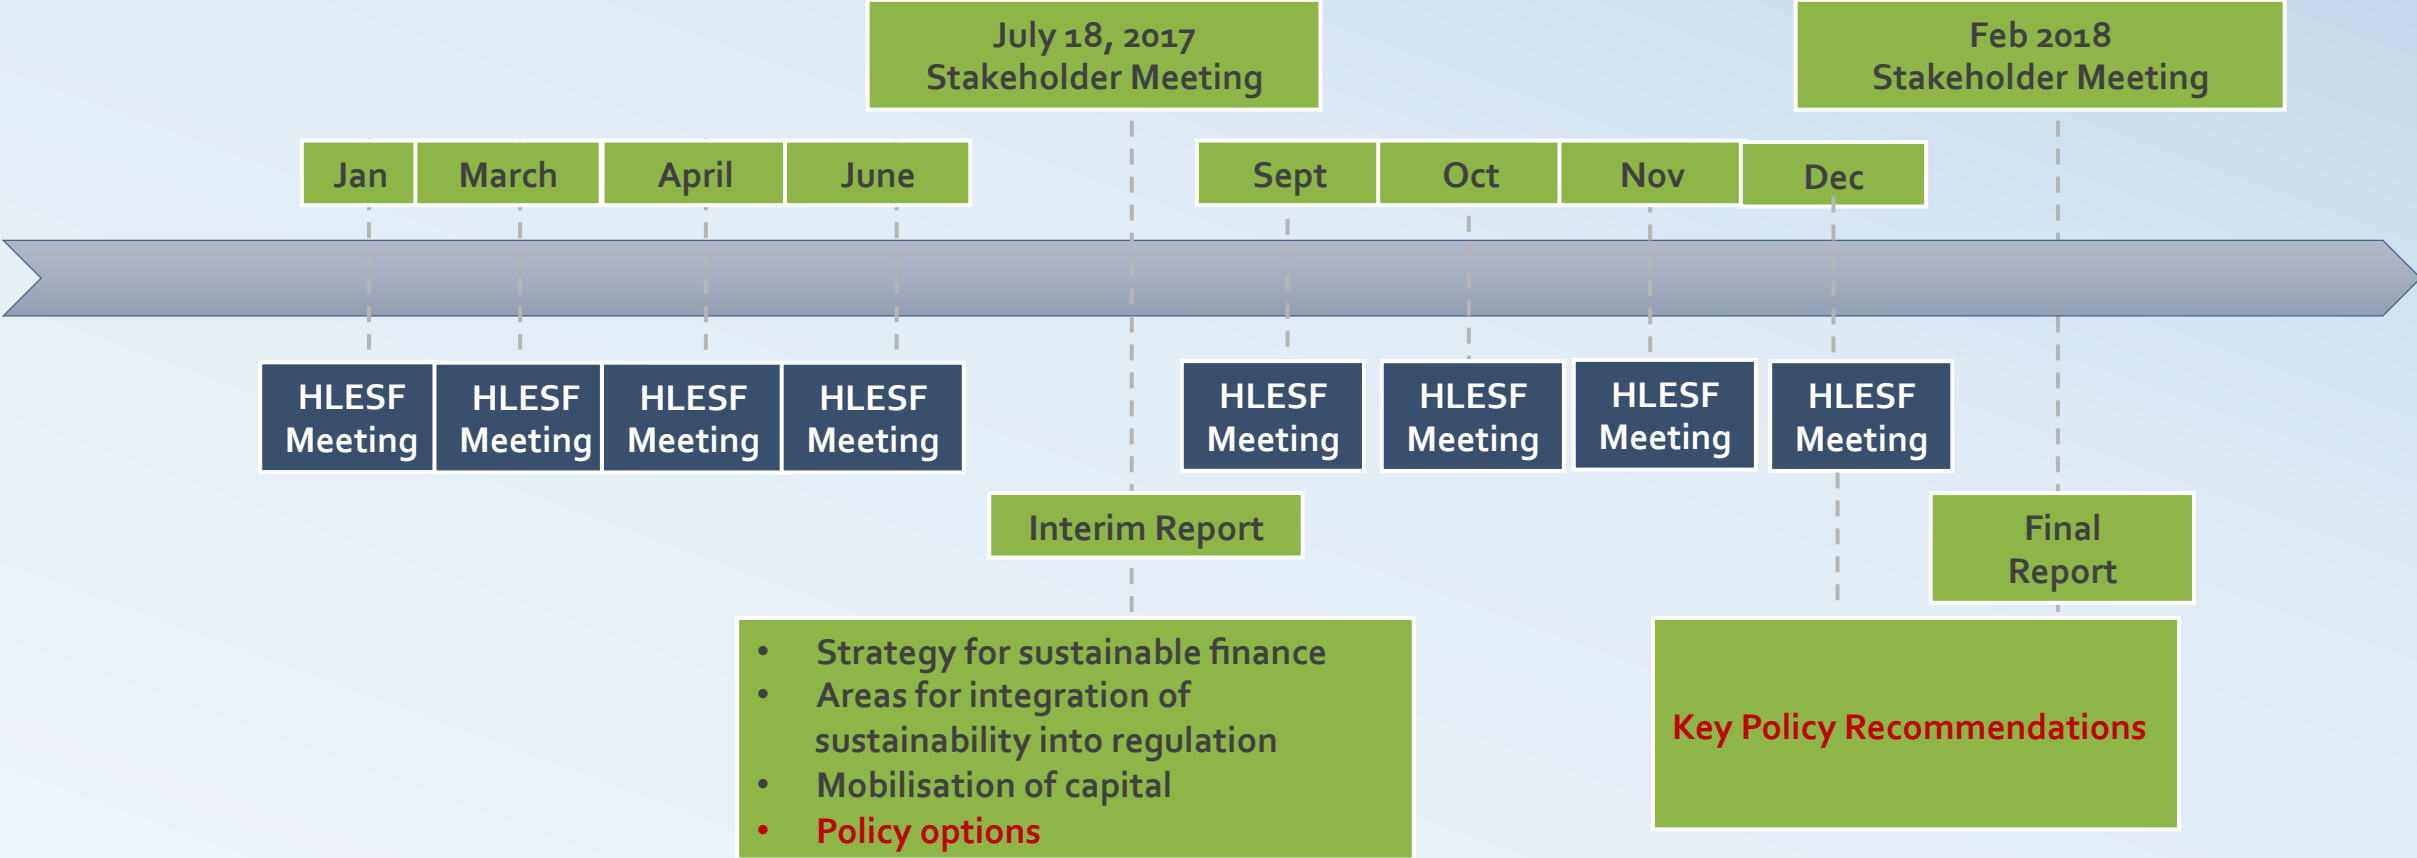 July 18, 2017
Stakeholder Meeting
Feb 2018
Stakeholder Meeting
Jan
March
April
June
Sept
Oct
Nov
Dec
HLESF
Meeting
HLESF
Meeting
HLESF
Meeting
HLESF
Meeting
HLESF
Meeting
HLESF
Meeting
HLESF
Meeting
HLESF
Meeting
Interim Report
Final
Report
• Strategy for sustainable finance
• Areas for integration of
sustainability into regulation
• Mobilisation of capital
• Policy options
Key Policy Recommendations